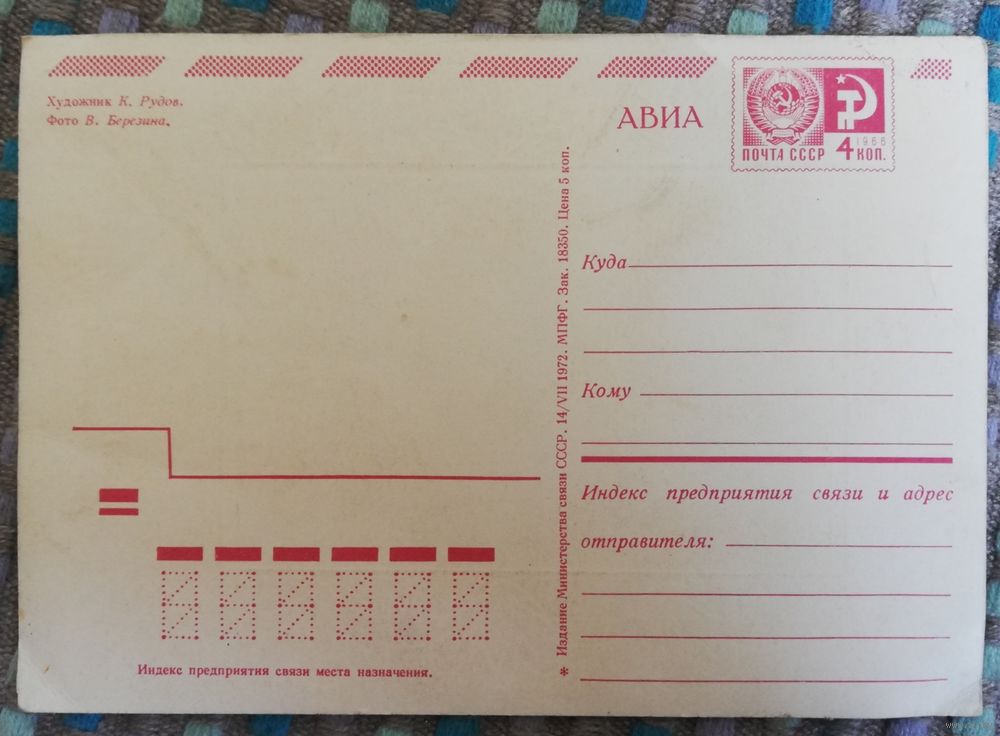 Художник К. Рудов.
Фото В. Березина.
АВИА
ПОЧТА СССР
1966
4 КОП.
Издание Министерства связи СССР. 14/VII 1972. МПФГ. Зак. 18350. Цена 5 коп.
Куда
Кому
Индекс предприятия связи и адрес
отправителя:
Индекс предприятия связи места назначения.